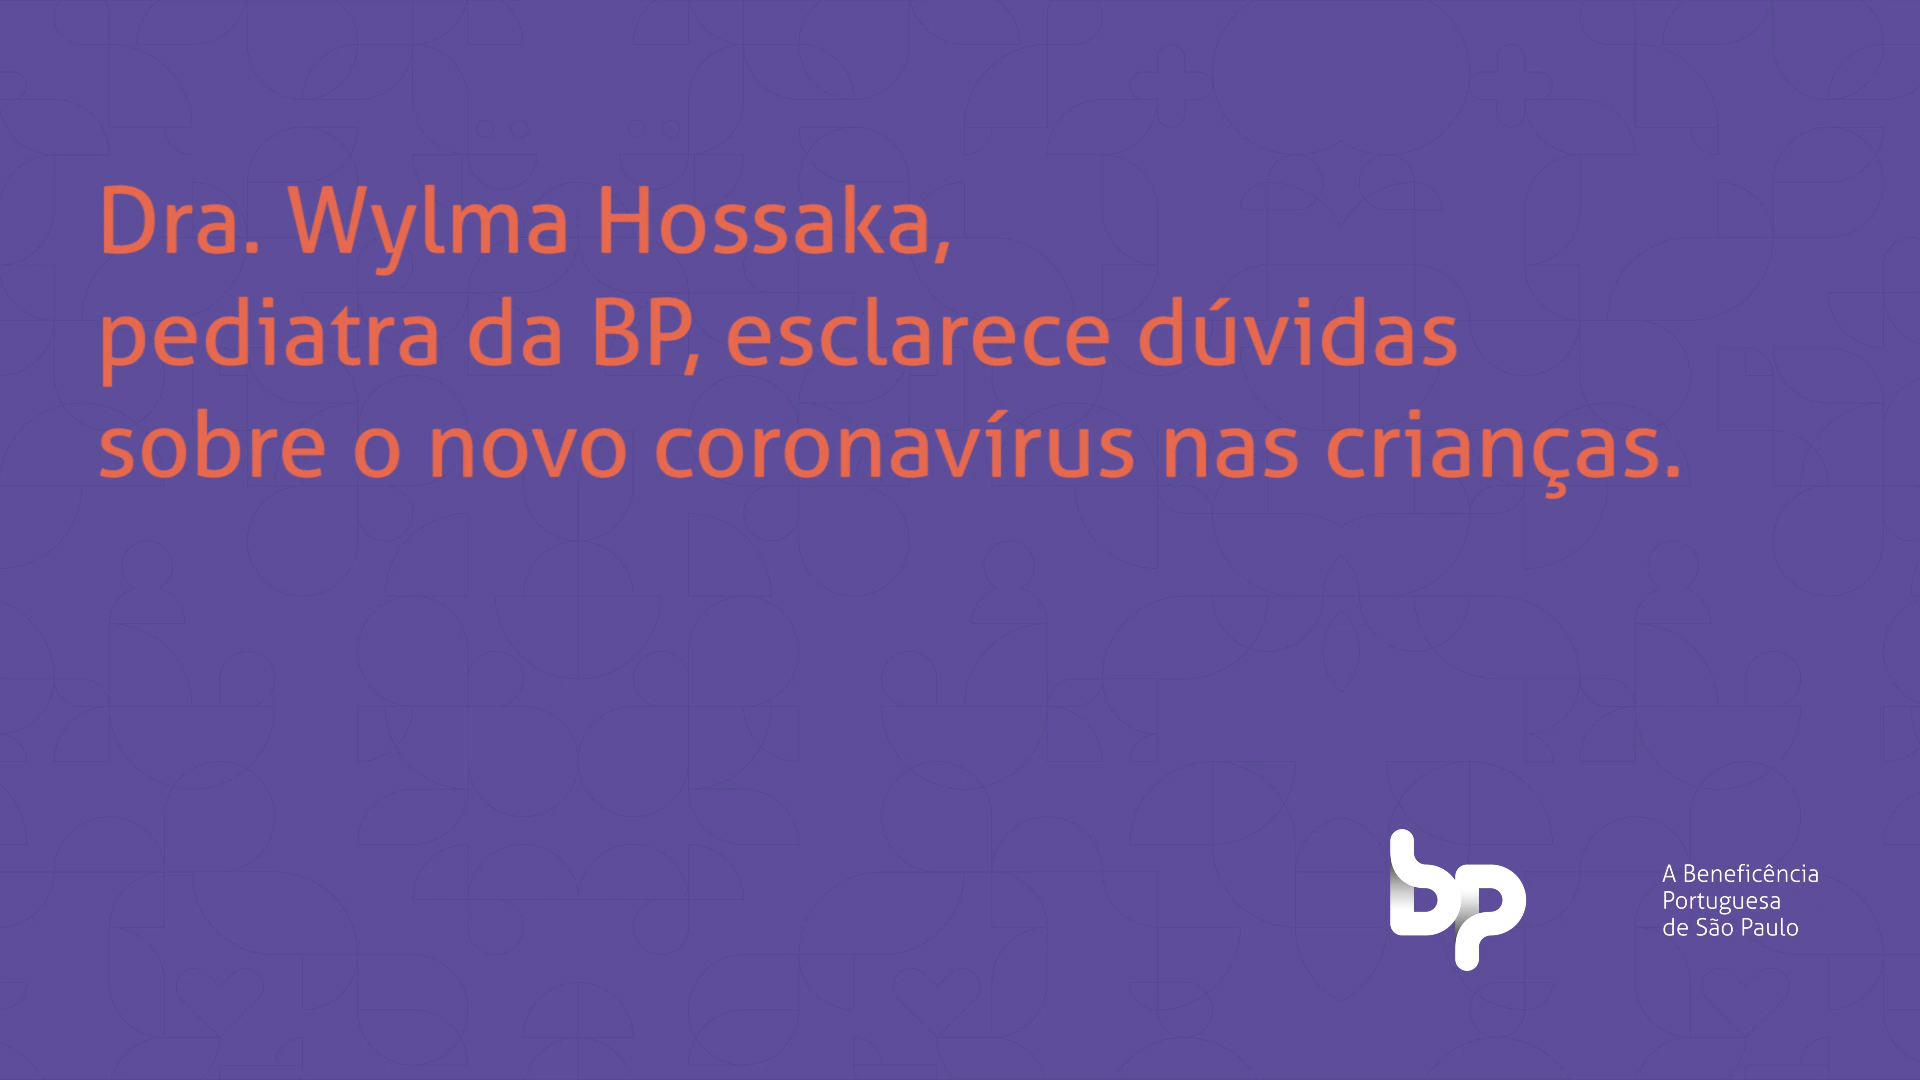 Dra. Wylma Hossaka,
pediatra da BP, esclarece dúvidas
sobre o novo coronavírus nas crianças.
bp
A Beneficência
Portuguesa
de São Paulo